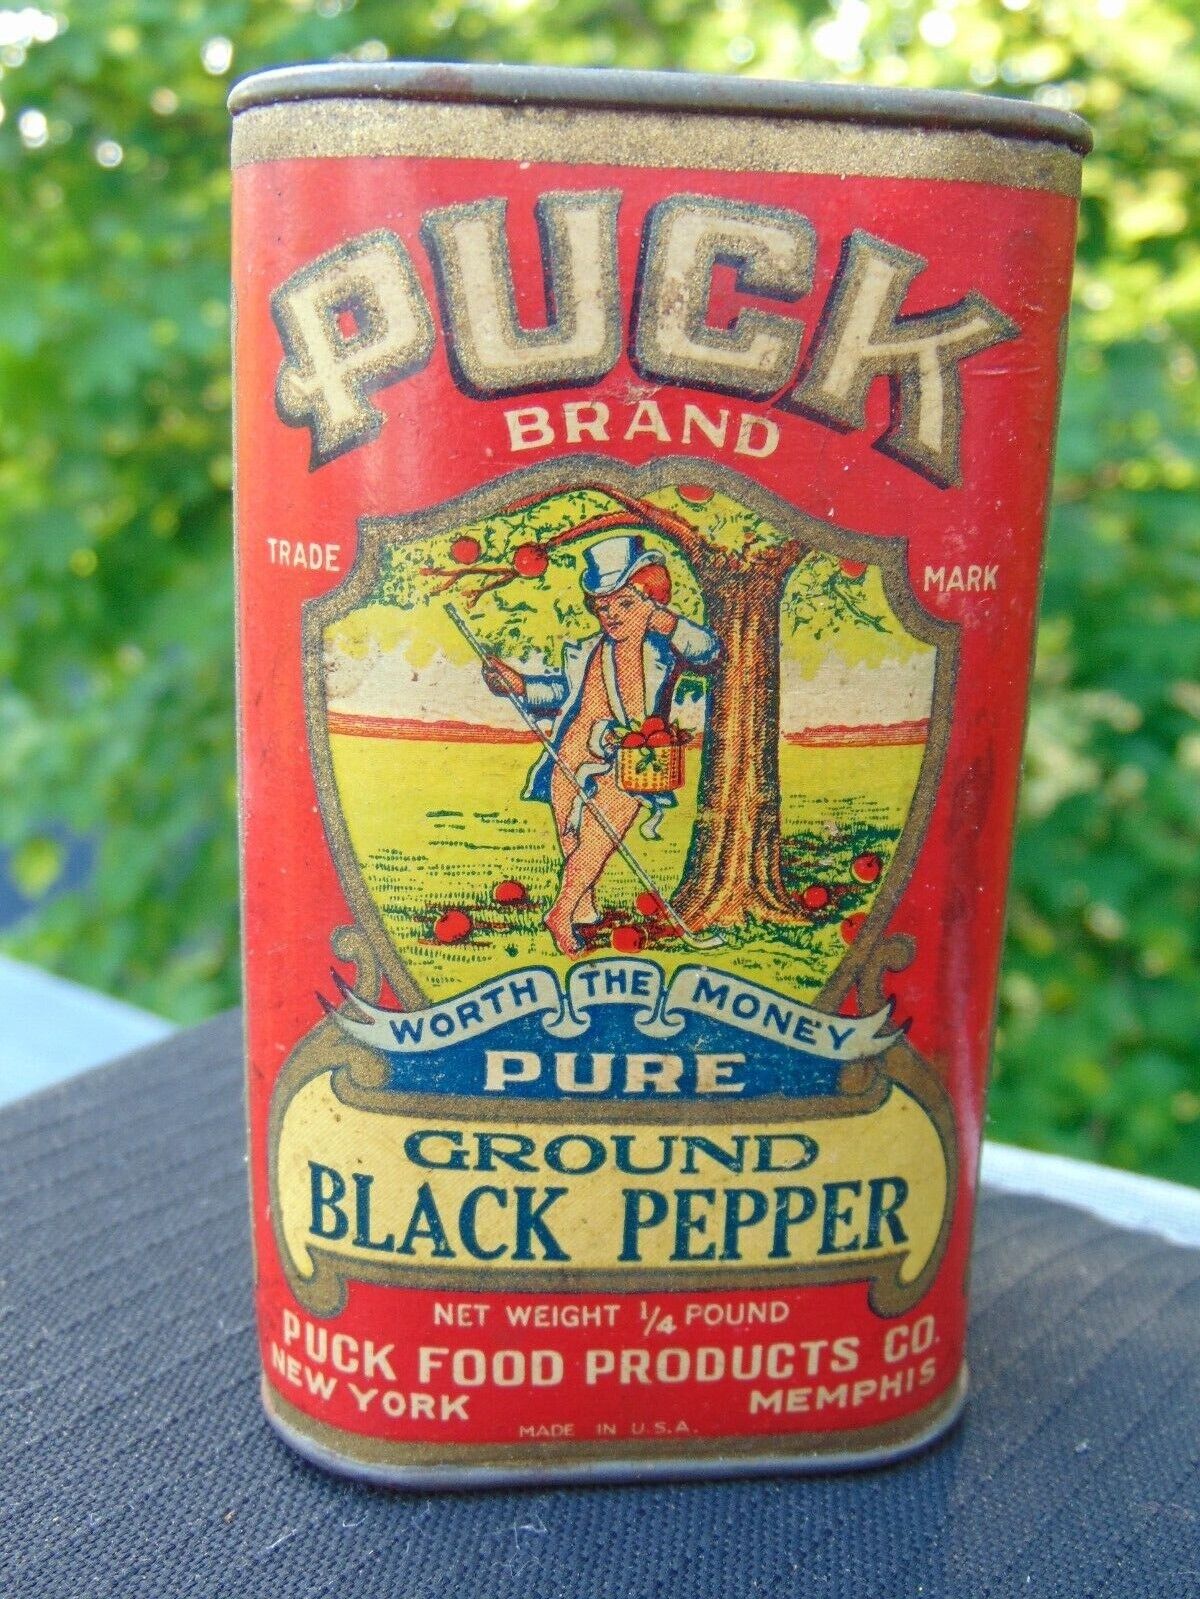 PUCK
BRAND
TRADE MARK
WORTH THE MONEY
PURE
GROUND
BLACK PEPPER
NET WEIGHT 1/4 POUND
PUCK FOOD PRODUCTS CO.
NEW YORK MEMPHIS
MADE IN U.S.A.